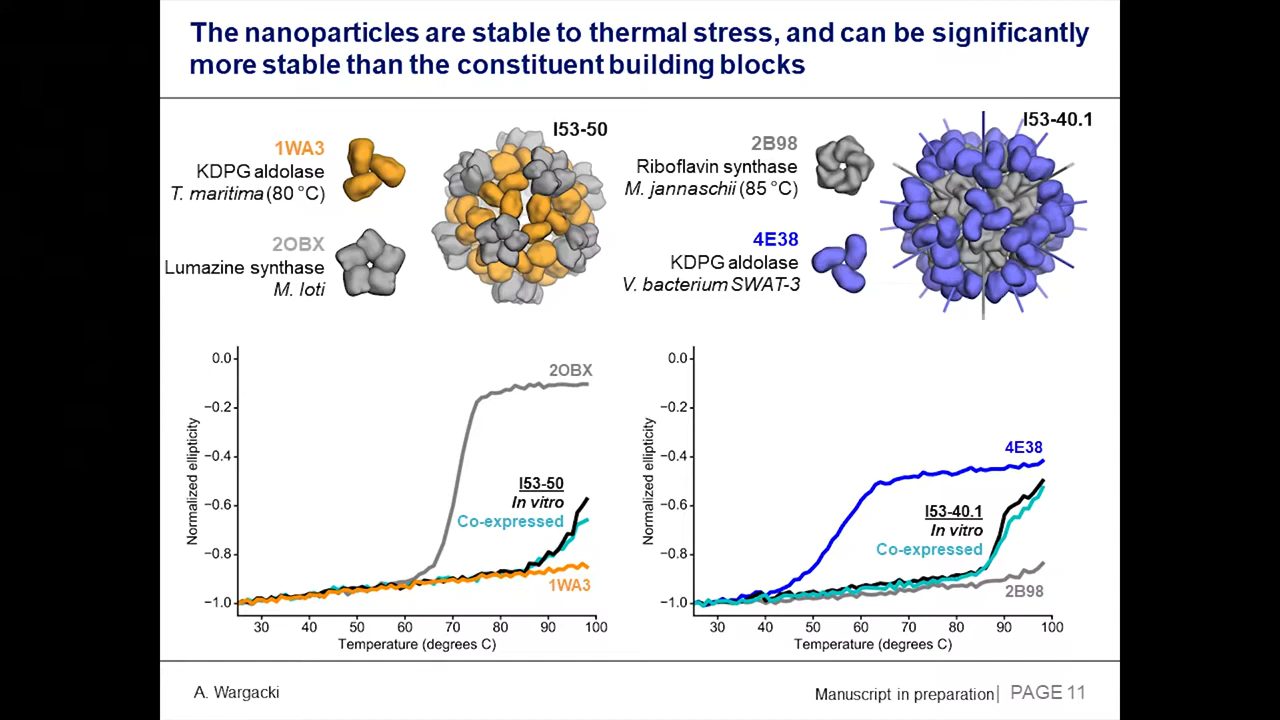 The nanoparticles are stable to thermal stress, and can be significantly
more stable than the constituent building blocks
1WA3
KDPG aldolase
T. maritima (80 °C)
2OBX
Lumazine synthase
M. loti
I53-50
2B98
Riboflavin synthase
M. jannaschii (85 °C)
4E38
KDPG aldolase
V. bacterium SWAT-3
I53-40.1
Normalized ellipticity
0.0
−0.2
−0.4
−0.6
−0.8
−1.0
2OBX
I53-50
In vitro
Co-expressed
1WA3
30 40 50 60 70 80 90 100
Temperature (degrees C)
Normalized ellipticity
0.0
−0.2
−0.4
−0.6
−0.8
−1.0
4E38
I53-40.1
In vitro
Co-expressed
2B98
30 40 50 60 70 80 90 100
Temperature (degrees C)
A. Wargacki
Manuscript in preparation| PAGE 11